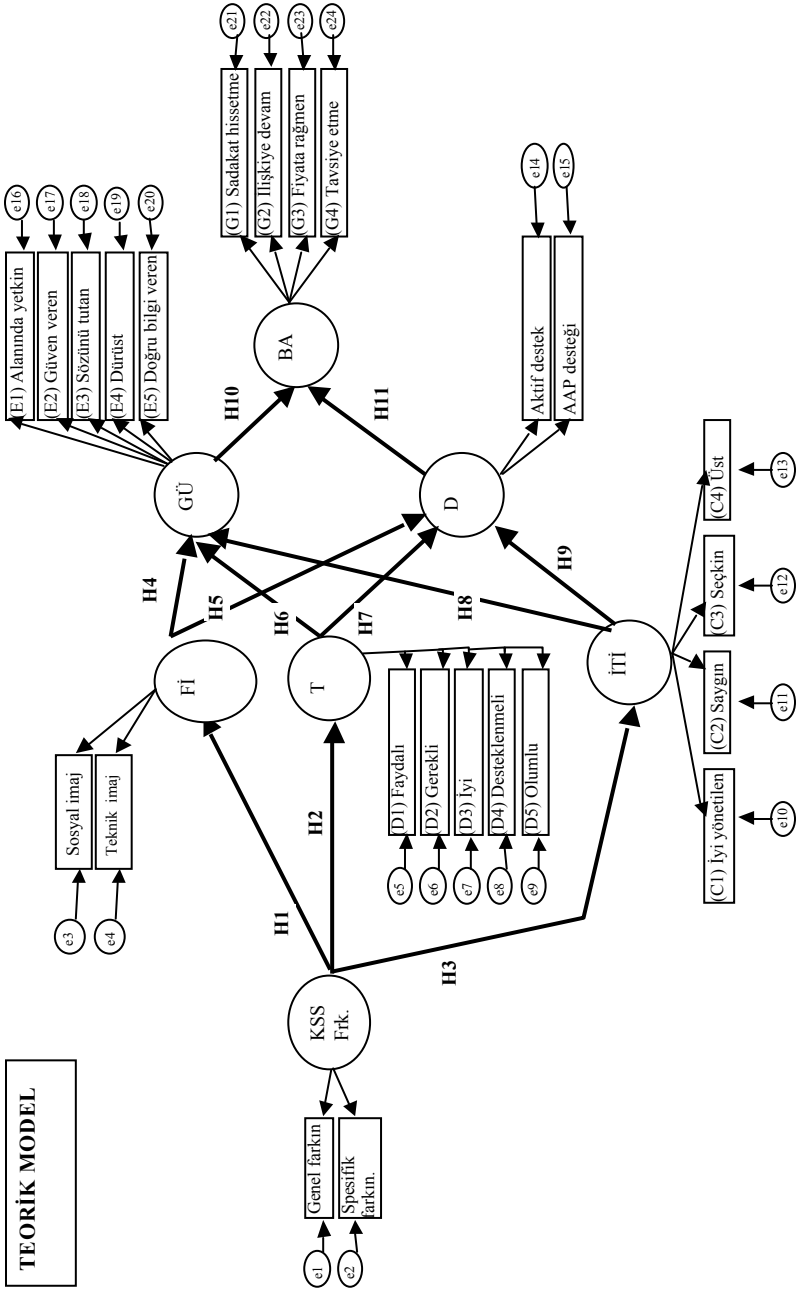 TEORİK MODEL
e1
e2
Genel farkın
Spesifik
farkın.
KSS
Frk.
H1
H2
H3
e3
e4
Sosyal imaj
Teknik imaj
Fİ
T
İTİ
e5
e6
e7
e8
e9
(D1) Faydalı
(D2) Gerekli
(D3) İyi
(D4) Desteklenmeli
(D5) Olumlu
(C1) İyi yönetilen
(C2) Saygın
(C3) Seçkin
(C4) Üst
e10
e11
e12
e13
H4
H5
H6
H7
H8
H9
GÜ
D
(E1) Alanında yetkin
(E2) Güven veren
(E3) Sözünü tutan
(E4) Dürüst
(E5) Doğru bilgi veren
e16
e17
e18
e19
e20
H10
H11
BA
Aktif destek
AAP desteği
e14
e15
(G1) Sadakat hissetme
(G2) İlişkiye devam
(G3) Fiyata rağmen
(G4) Tavsiye etme
e21
e22
e23
e24